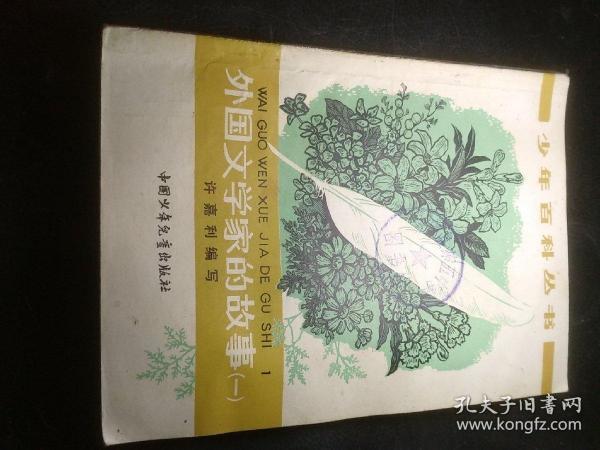 少年百科丛书
WAI GUO WEN XUE JIA DE GU SHI 1
外国文学家的故事(一)
许嘉利编写
中国少年儿童出版社
孔夫子旧书网
www.kongfz.com